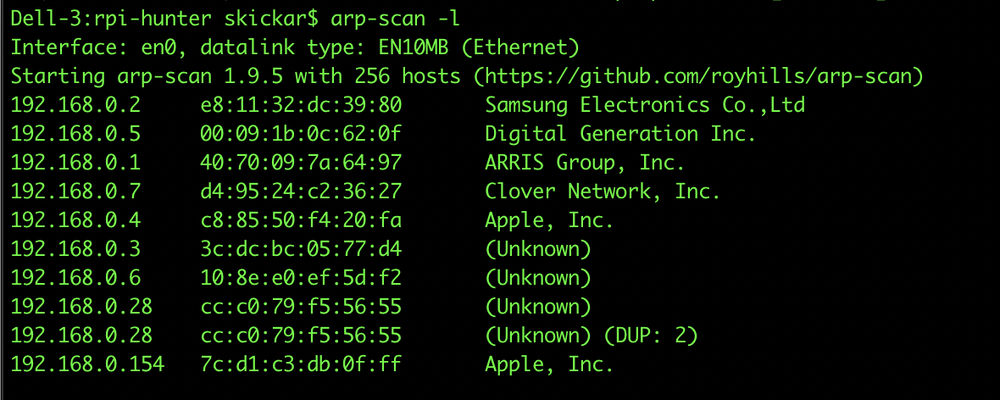 Dell-3:rpi-hunter skickar$ arp-scan -l
Interface: en0, datalink type: EN10MB (Ethernet)
Starting arp-scan 1.9.5 with 256 hosts (https://github.com/royhills/arp-scan)
192.168.0.2 e8:11:32:dc:39:80 Samsung Electronics Co.,Ltd
192.168.0.5 00:09:1b:0c:62:0f Digital Generation Inc.
192.168.0.1 40:70:09:7a:64:97 ARRIS Group, Inc.
192.168.0.7 d4:95:24:c2:36:27 Clover Network, Inc.
192.168.0.4 c8:85:50:f4:20:fa Apple, Inc.
192.168.0.3 3c:dc:bc:05:77:d4 (Unknown)
192.168.0.6 10:8e:e0:ef:5d:f2 (Unknown)
192.168.0.28 cc:c0:79:f5:56:55 (Unknown)
192.168.0.28 cc:c0:79:f5:56:55 (Unknown) (DUP: 2)
192.168.0.154 7c:d1:c3:db:0f:ff Apple, Inc.